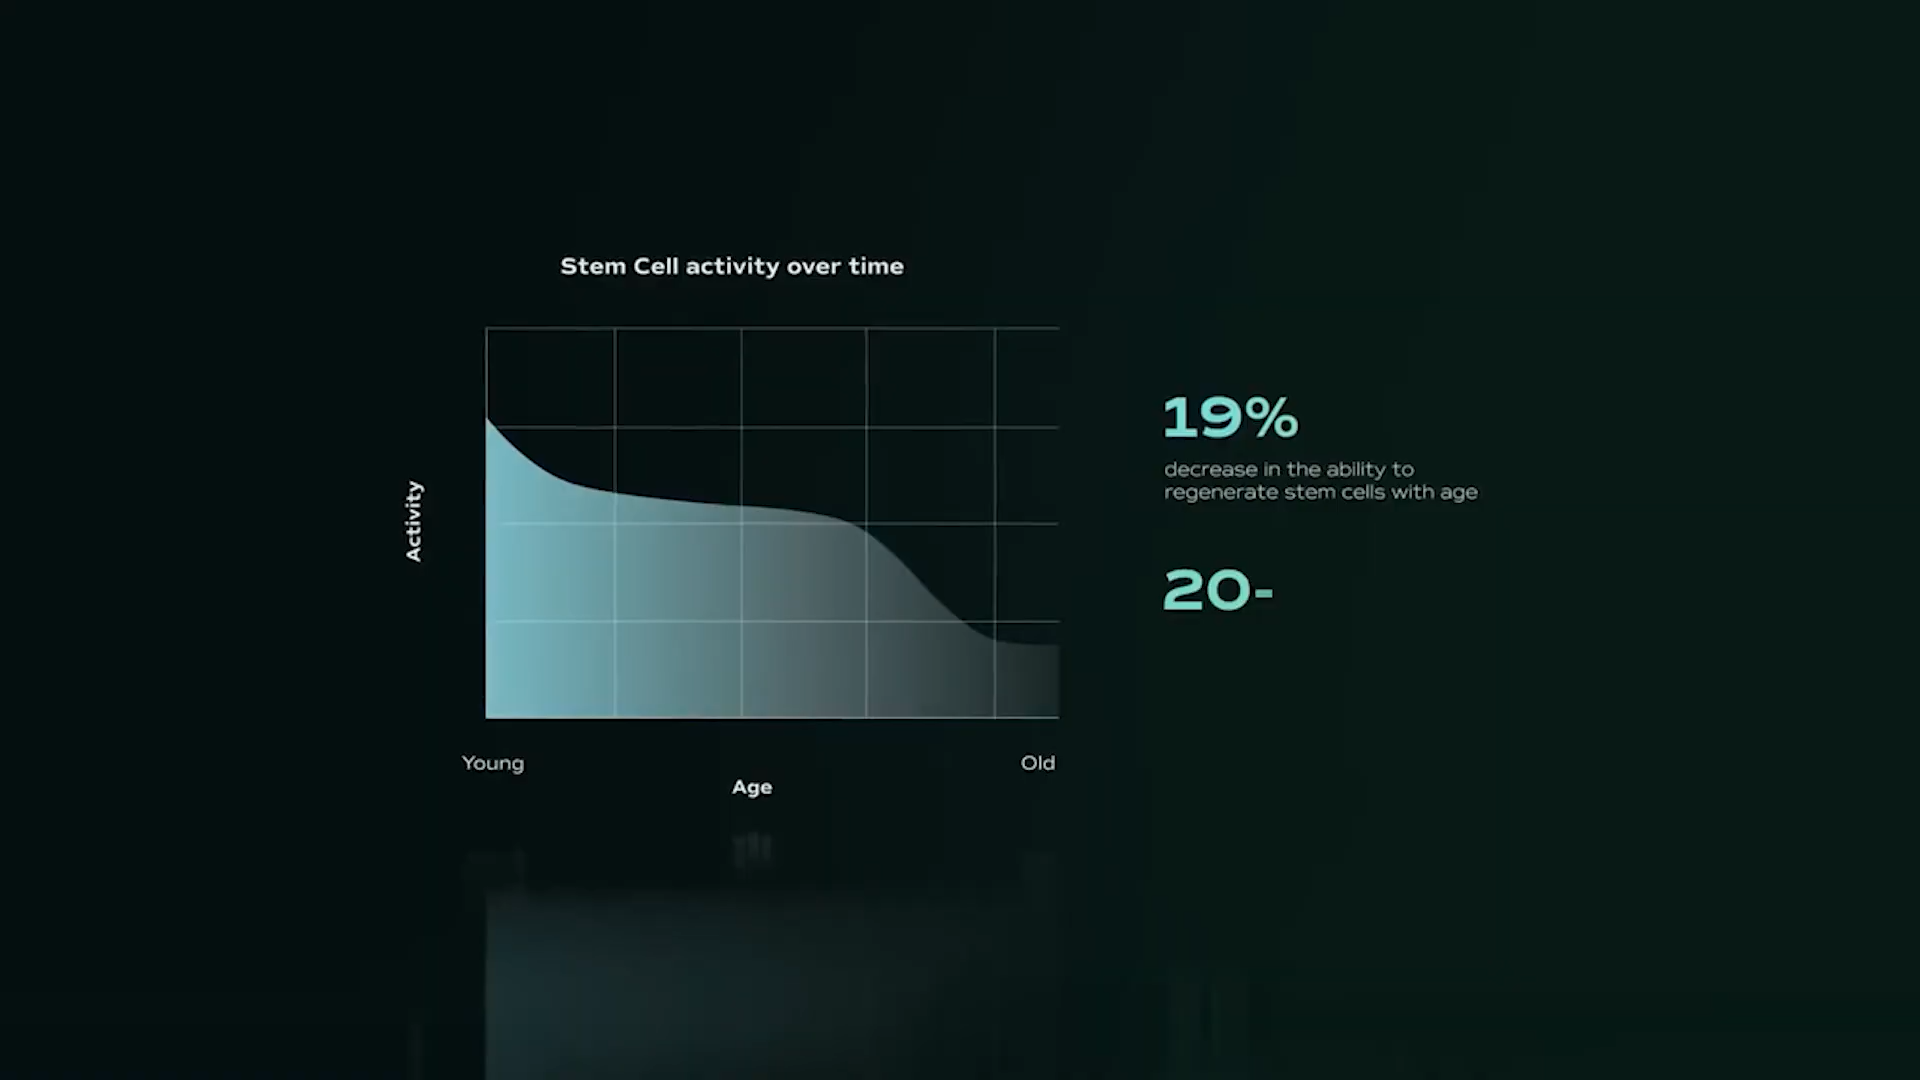 Stem Cell activity over time
Activity
Young
Old
Age
19%
decrease in the ability to
regenerate stem cells with age
20-